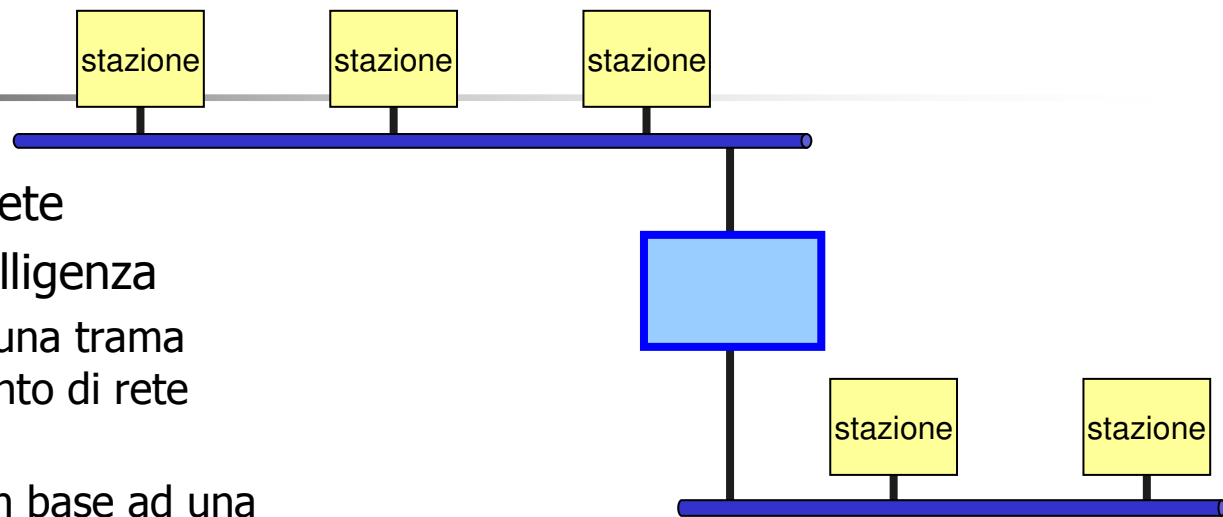 stazione stazione stazione
ete
lligenza
una trama
nto di rete
stazione stazione
n base ad una